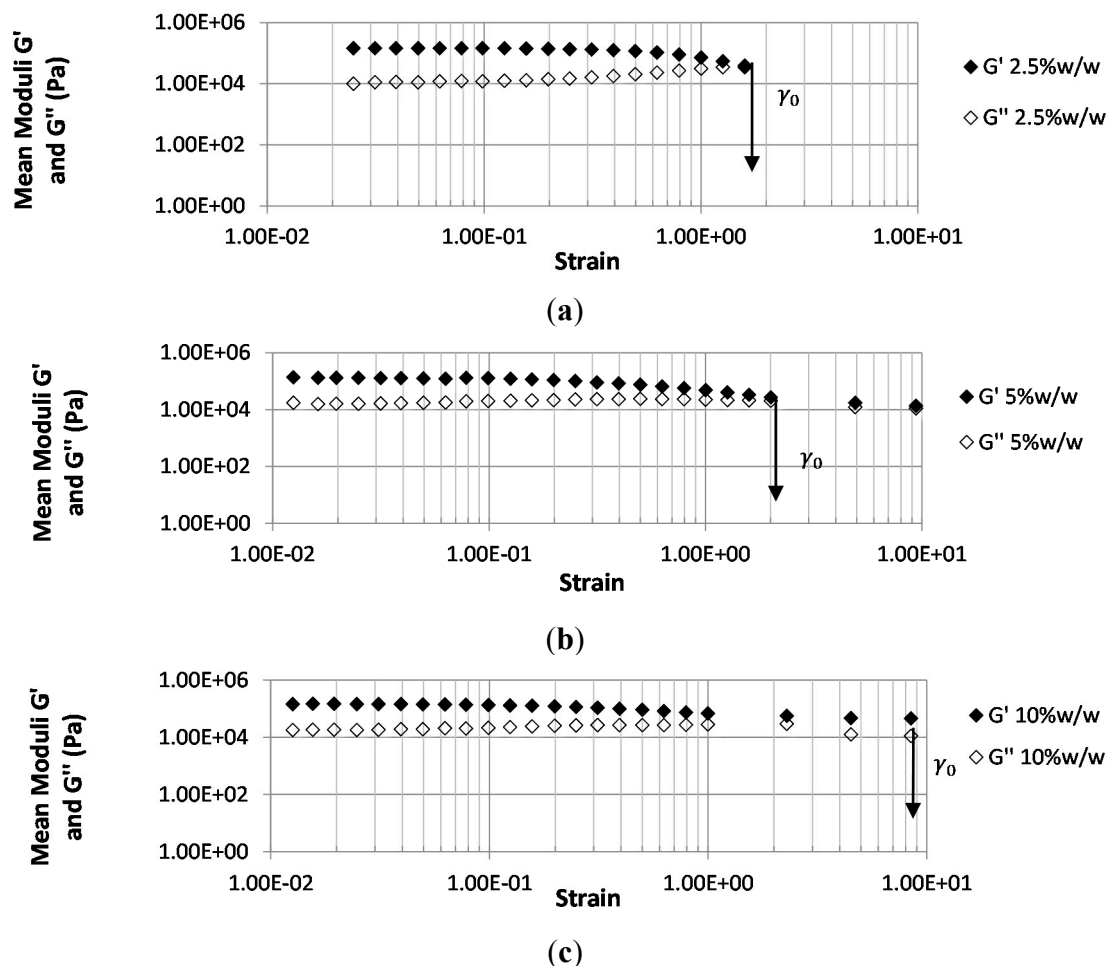 Mean Moduli G'
and G" (Pa)
1.00E+06
1.00E+04
1.00E+02
1.00E+00
1.00E-02
1.00E-01
1.00E+00
1.00E+01
Strain
γ₀
G' 2.5%w/w
G" 2.5%w/w
(a)
Mean Moduli G'
and G" (Pa)
1.00E+06
1.00E+04
1.00E+02
1.00E+00
1.00E-02
1.00E-01
1.00E+00
1.00E+01
Strain
γ₀
G' 5%w/w
G" 5%w/w
(b)
Mean Moduli G'
and G" (Pa)
1.00E+06
1.00E+04
1.00E+02
1.00E+00
1.00E-02
1.00E-01
1.00E+00
1.00E+01
Strain
γ₀
G' 10%w/w
G" 10%w/w
(c)